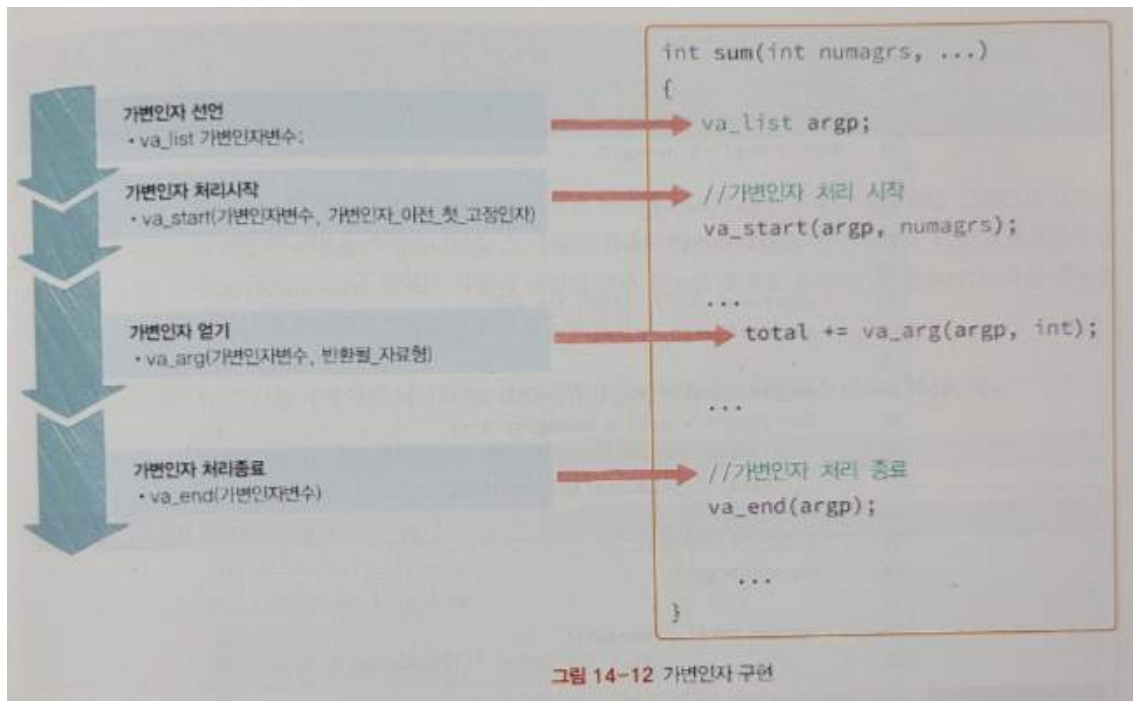 가변인자 선언
• va_list 가변인자변수;
가변인자 처리시작
• va_start(가변인자변수, 가변인자_이전_첫_고정인자)
가변인자 얻기
• va_arg(가변인자변수, 반환될_자료형)
가변인자 처리종료
• va_end(가변인자변수)
int sum(int numagrs, ...)
{
va_list argp;
//가변인자 처리 시작
va_start(argp, numagrs);
...
total += va_arg(argp, int);
...
//가변인자 처리 종료
va_end(argp);
...
}
그림 14-12 가변인자 구현